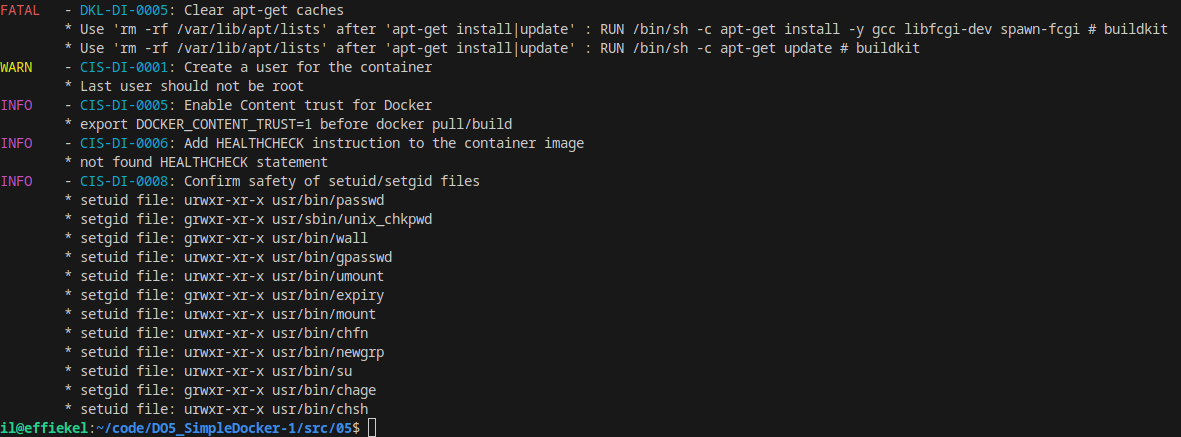 FATAL   - DKL-DI-0005: Clear apt-get caches
        * Use 'rm -rf /var/lib/apt/lists' after 'apt-get install|update' : RUN /bin/sh -c apt-get install -y gcc libfcgi-dev spawn-fcgi # buildkit
        * Use 'rm -rf /var/lib/apt/lists' after 'apt-get install|update' : RUN /bin/sh -c apt-get update # buildkit
WARN    - CIS-DI-0001: Create a user for the container
        * Last user should not be root
INFO    - CIS-DI-0005: Enable Content trust for Docker
        * export DOCKER_CONTENT_TRUST=1 before docker pull/build
INFO    - CIS-DI-0006: Add HEALTHCHECK instruction to the container image
        * not found HEALTHCHECK statement
INFO    - CIS-DI-0008: Confirm safety of setuid/setgid files
        * setuid file: urwxr-xr-x usr/bin/passwd
        * setgid file: grwxr-xr-x usr/sbin/unix_chkpwd
        * setgid file: grwxr-xr-x usr/bin/wall
        * setuid file: urwxr-xr-x usr/bin/gpasswd
        * setuid file: urwxr-xr-x usr/bin/umount
        * setgid file: grwxr-xr-x usr/bin/expiry
        * setuid file: urwxr-xr-x usr/bin/mount
        * setuid file: urwxr-xr-x usr/bin/chfn
        * setuid file: urwxr-xr-x usr/bin/newgrp
        * setuid file: urwxr-xr-x usr/bin/su
        * setgid file: grwxr-xr-x usr/bin/chage
        * setuid file: urwxr-xr-x usr/bin/chsh
il@effiekel:~/code/DO5_SimpleDocker-1/src/05$